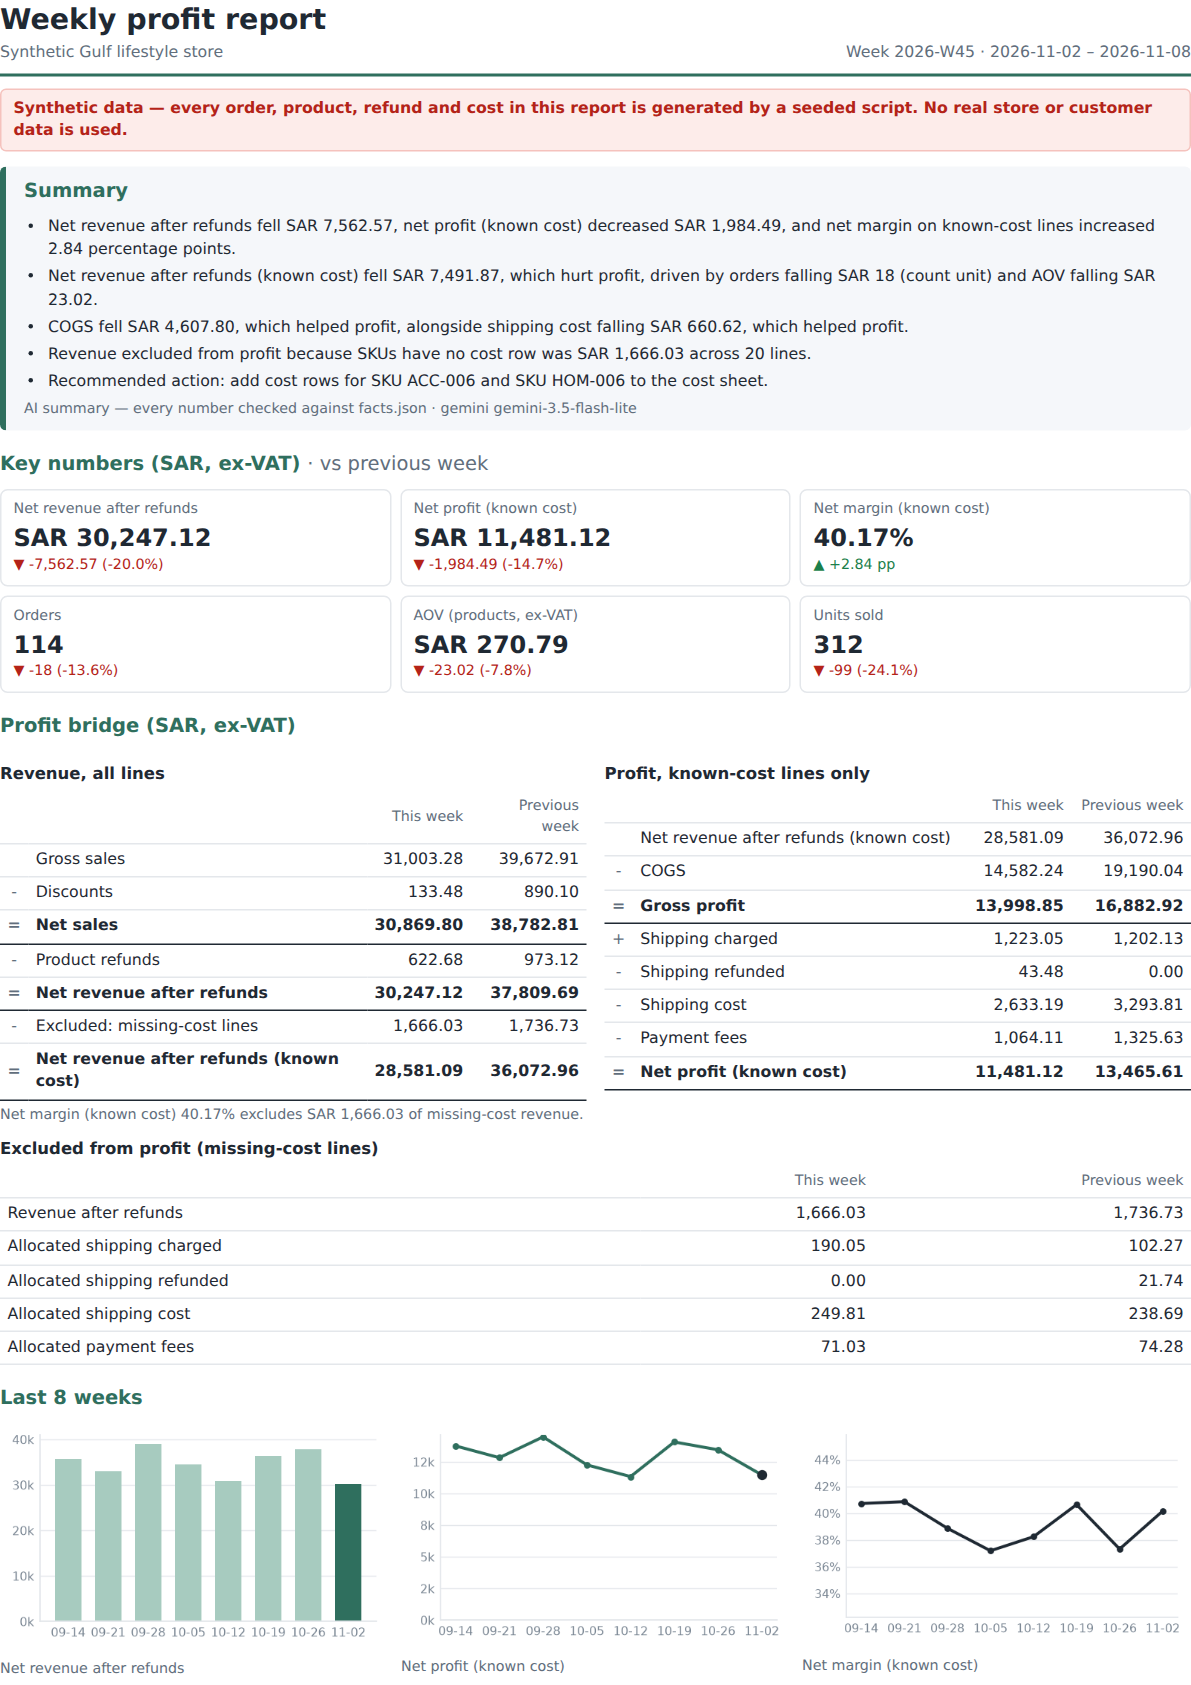 Weekly profit report
Synthetic Gulf lifestyle store
Week 2026-W45 · 2026-11-02 – 2026-11-08
Synthetic data — every order, product, refund and cost in this report is generated by a seeded script. No real store or customer
data is used.
Summary
• Net revenue after refunds fell SAR 7,562.57, net profit (known cost) decreased SAR 1,984.49, and net margin on known-cost lines increased
2.84 percentage points.
• Net revenue after refunds (known cost) fell SAR 7,491.87, which hurt profit, driven by orders falling SAR 18 (count unit) and AOV falling SAR
23.02.
• COGS fell SAR 4,607.80, which helped profit, alongside shipping cost falling SAR 660.62, which helped profit.
• Revenue excluded from profit because SKUs have no cost row was SAR 1,666.03 across 20 lines.
• Recommended action: add cost rows for SKU ACC-006 and SKU HOM-006 to the cost sheet.
AI summary — every number checked against facts.json · gemini gemini-3.5-flash-lite
Key numbers (SAR, ex-VAT) · vs previous week
Net revenue after refunds
SAR 30,247.12
▼ -7,562.57 (-20.0%)
Net profit (known cost)
SAR 11,481.12
▼ -1,984.49 (-14.7%)
Net margin (known cost)
40.17%
▲ +2.84 pp
Orders
114
▼ -18 (-13.6%)
AOV (products, ex-VAT)
SAR 270.79
▼ -23.02 (-7.8%)
Units sold
312
▼ -99 (-24.1%)
Profit bridge (SAR, ex-VAT)
Revenue, all lines
This week Previous
week
Gross sales 31,003.28 39,672.91
- Discounts 133.48 890.10
= Net sales 30,869.80 38,782.81
- Product refunds 622.68 973.12
= Net revenue after refunds 30,247.12 37,809.69
- Excluded: missing-cost lines 1,666.03 1,736.73
= Net revenue after refunds (known
cost) 28,581.09 36,072.96
Net margin (known cost) 40.17% excludes SAR 1,666.03 of missing-cost revenue.
Profit, known-cost lines only
This week Previous week
Net revenue after refunds (known cost) 28,581.09 36,072.96
- COGS 14,582.24 19,190.04
= Gross profit 13,998.85 16,882.92
+ Shipping charged 1,223.05 1,202.13
- Shipping refunded 43.48 0.00
- Shipping cost 2,633.19 3,293.81
- Payment fees 1,064.11 1,325.63
= Net profit (known cost) 11,481.12 13,465.61
Excluded from profit (missing-cost lines)
This week Previous week
Revenue after refunds 1,666.03 1,736.73
Allocated shipping charged 190.05 102.27
Allocated shipping refunded 0.00 21.74
Allocated shipping cost 249.81 238.69
Allocated payment fees 71.03 74.28
Last 8 weeks
40k
30k
20k
10k
0k
09-14 09-21 09-28 10-05 10-12 10-19 10-26 11-02
Net revenue after refunds
12k
10k
8k
5k
2k
0k
09-14 09-21 09-28 10-05 10-12 10-19 10-26 11-02
Net profit (known cost)
44%
42%
40%
38%
36%
34%
09-14 09-21 09-28 10-05 10-12 10-19 10-26 11-02
Net margin (known cost)